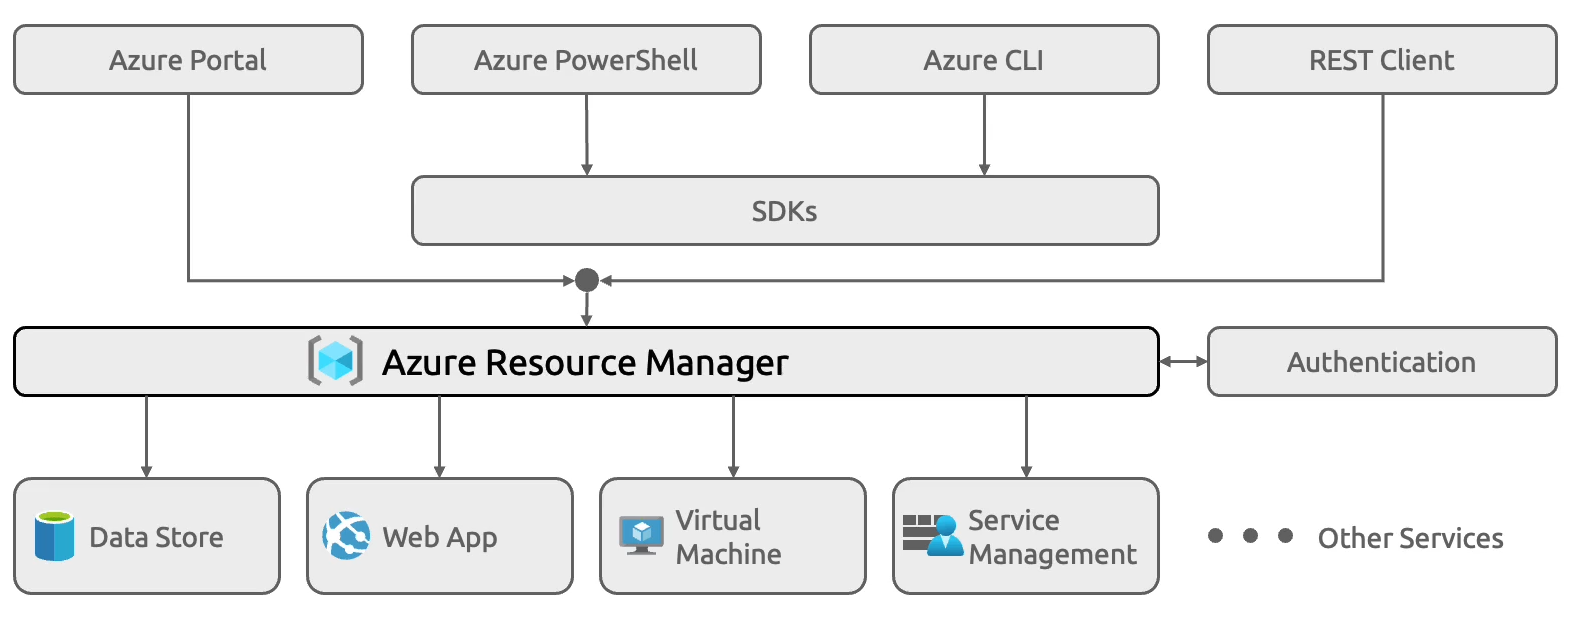 Azure Portal
Azure PowerShell
Azure CLI
REST Client
SDKs
Azure Resource Manager
Authentication
Data Store
Web App
Virtual
Machine
Service
Management
Other Services